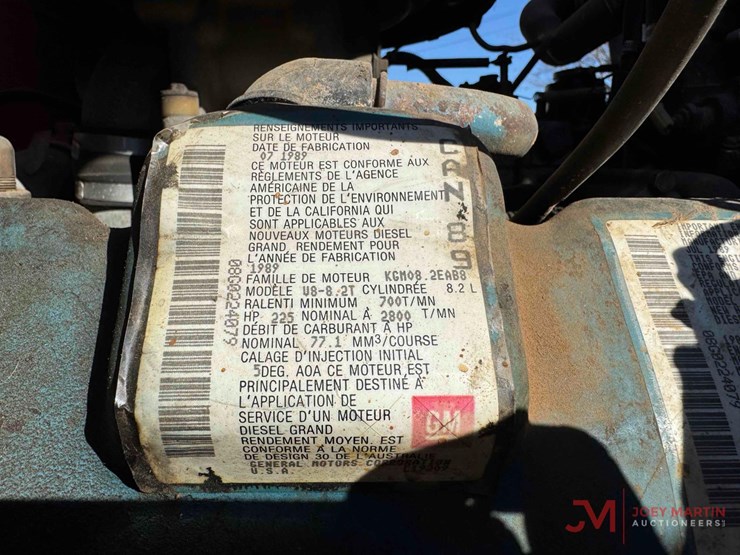 RENSEIGNEMENTS IMPORTANTS
SUR LE MOTEUR
DATE DE FABRICATION
07 1989
CE MOTEUR EST CONFORME AUX
RÈGLEMENTS DE L'AGENCE
AMÉRICAINE DE LA
PROTECTION DE L'ENVIRONNEMENT
ET DE LA CALIFORNIA QUI
SONT APPLICABLES AUX
NOUVEAUX MOTEURS DIESEL
GRAND, RENDEMENT POUR
L'ANNÉE DE FABRICATION
1989
FAMILLE DE MOTEUR KGM08.2EAB8
MODÈLE V8-8.2T CYLINDRÉE 8.2 L
RALENTI MINIMUM 700T/MN
HP 225 NOMINAL À 2800 T/MN
DÉBIT DE CARBURANT À HP
NOMINAL 77.1 MM3/COURSE
CALAGE D'INJECTION INITIAL
5DEG. AOA CE MOTEUR EST
PRINCIPALEMENT DESTINÉ À
L'APPLICATION DE
SERVICE D'UN MOTEUR
DIESEL GRAND
RENDEMENT MOYEN. EST
CONFORME À LA NORME
DE DESIGN 30 DE L'AUSTRALIE
GENERAL MOTORS CORPORATION
U.S.A.
CAN 89
08S0224079
GM
08S0224079
JM
JOEY MARTIN
AUCTIONEERS